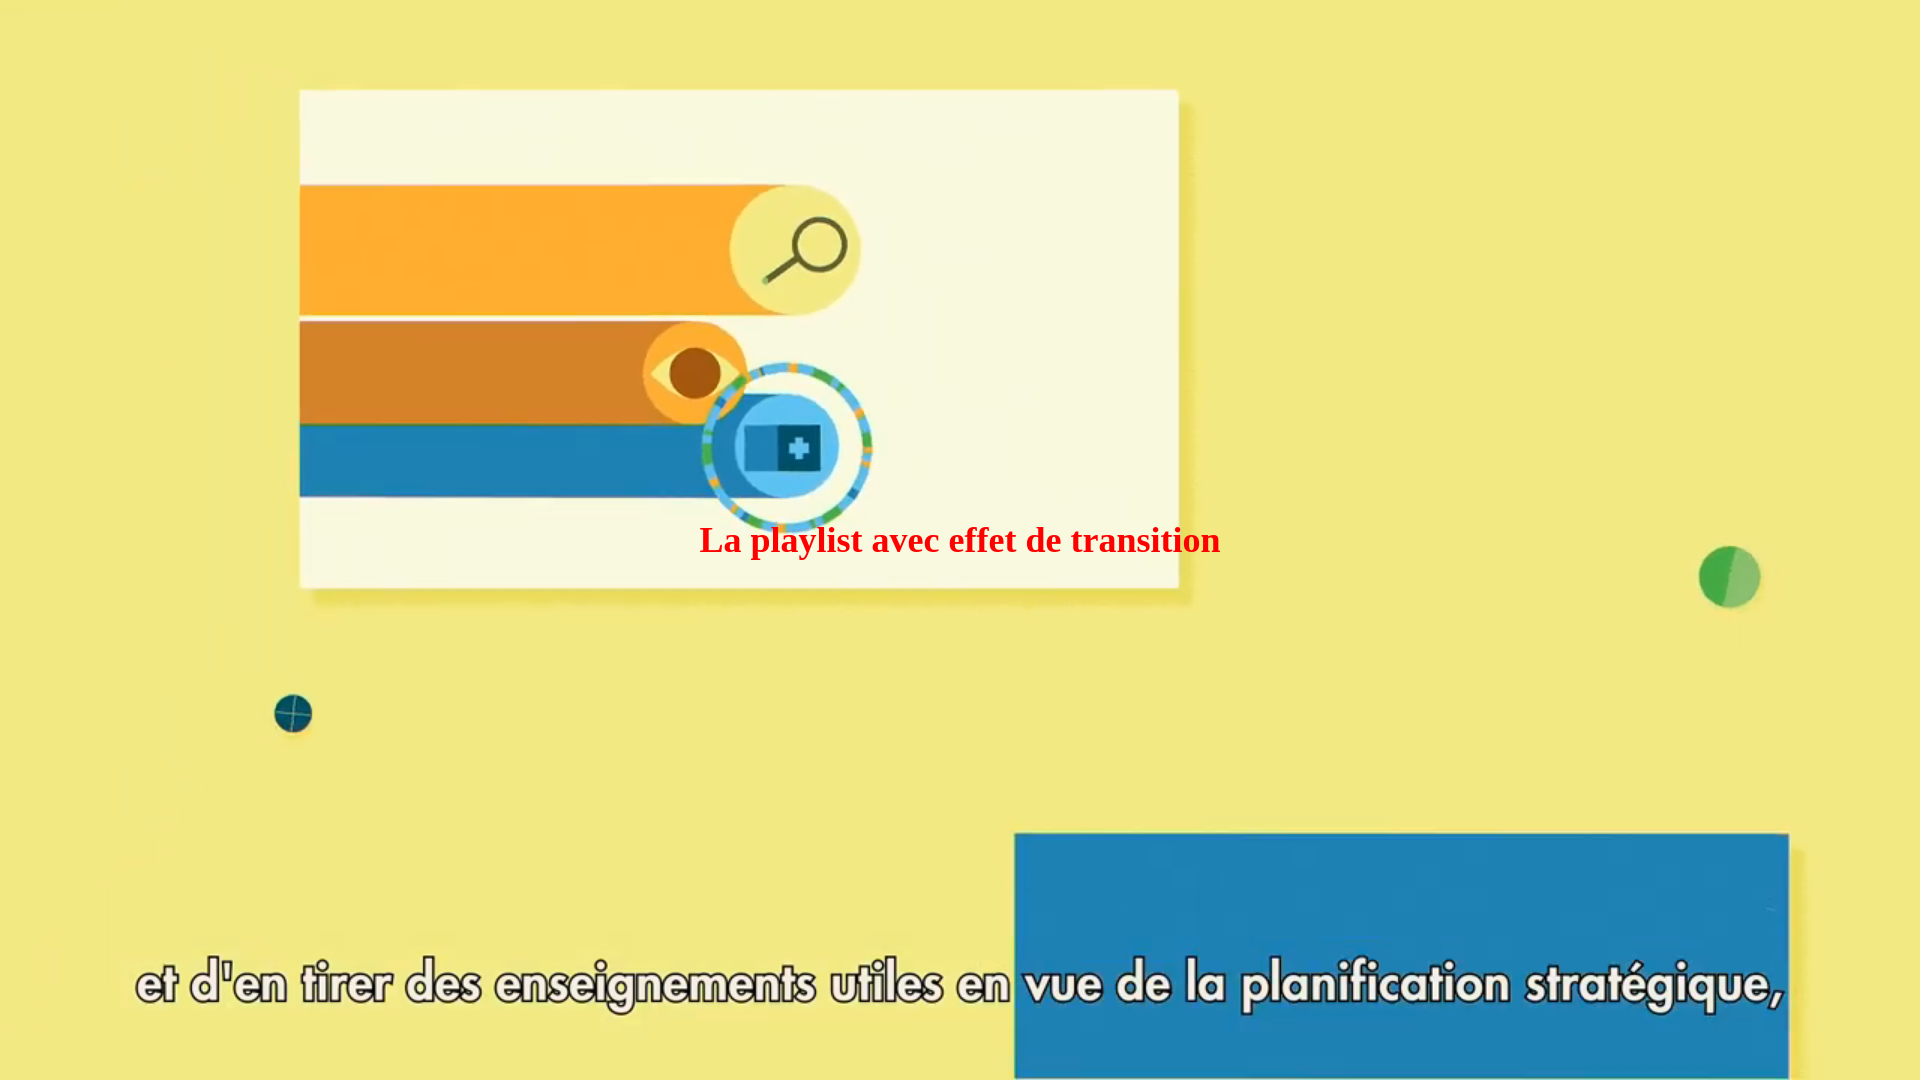 La playlist avec effet de transition
et d'en tirer des enseignements utiles en vue de la planification stratégique,